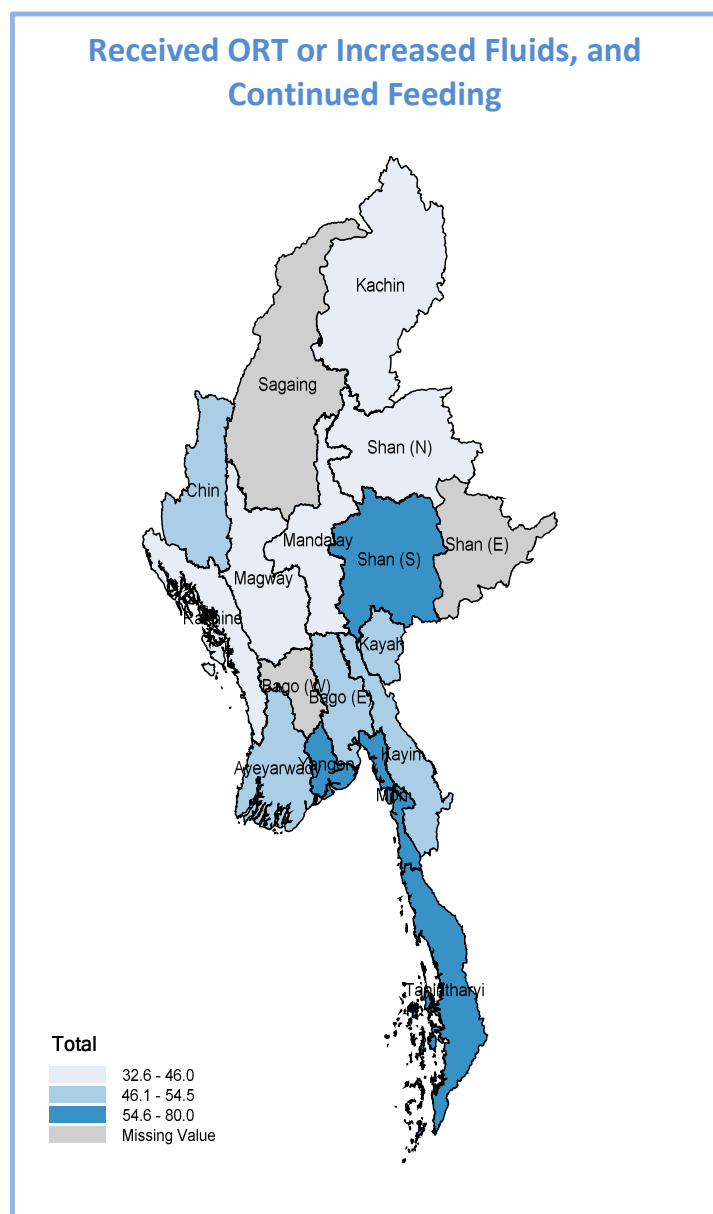 Received ORT or Increased Fluids, and
Continued Feeding
Kachin
Sagaing
Shan (N)
Chin
Mandalay
Shan (S)
Shan (E)
Magway
Rakhine
Kayah
Bago (W)
Bago (E)
Kayin
Yangon
Ayeyarwady
Mon
Tanintharyi
Total
32.6 - 46.0
46.1 - 54.5
54.6 - 80.0
Missing Value